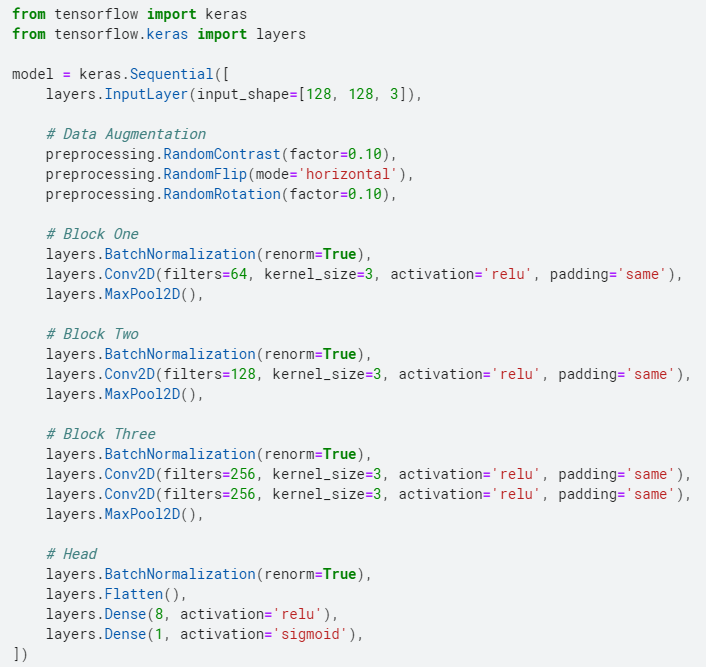 from tensorflow import keras
from tensorflow.keras import layers

model = keras.Sequential([
    layers.InputLayer(input_shape=[128, 128, 3]),

    # Data Augmentation
    preprocessing.RandomContrast(factor=0.10),
    preprocessing.RandomFlip(mode='horizontal'),
    preprocessing.RandomRotation(factor=0.10),

    # Block One
    layers.BatchNormalization(renorm=True),
    layers.Conv2D(filters=64, kernel_size=3, activation='relu', padding='same'),
    layers.MaxPool2D(),

    # Block Two
    layers.BatchNormalization(renorm=True),
    layers.Conv2D(filters=128, kernel_size=3, activation='relu', padding='same'),
    layers.MaxPool2D(),

    # Block Three
    layers.BatchNormalization(renorm=True),
    layers.Conv2D(filters=256, kernel_size=3, activation='relu', padding='same'),
    layers.Conv2D(filters=256, kernel_size=3, activation='relu', padding='same'),
    layers.MaxPool2D(),

    # Head
    layers.BatchNormalization(renorm=True),
    layers.Flatten(),
    layers.Dense(8, activation='relu'),
    layers.Dense(1, activation='sigmoid'),
])